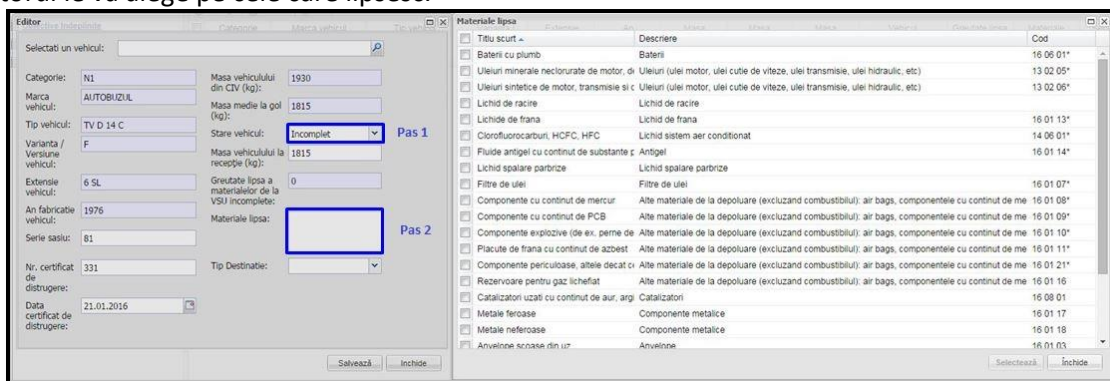 Editor
Selectati un vehicul:
Categorie: N1
Marca vehicul: AUTOBUZUL
Tip vehicul: TV D 14 C
Varianta / Versiune vehicul: F
Extensie vehicul: 6 SL
An fabricatie vehicul: 1976
Serie sasiu: 81
Nr. certificat de distrugere: 331
Data certificat de distrugere: 21.01.2016
Masa vehiculului din CIV (kg): 1930
Masa medie la gol (kg): 1815
Stare vehicul: Incomplet
Pas 1
Masa vehiculului la recepţie (kg): 1815
Greutate lipsa a materialelor de la VSU incomplete: 0
Materiale lipsa:
Pas 2
Tip Destinatie:
Salvează
Inchide
Materiale lipsa
Titlu scurt Descriere Cod
Baterii cu plumb Baterii 16 06 01*
Uleiuri minerale neclorurate de motor, de Uleiuri (ulei motor, ulei cutie de viteze, ulei transmisie, ulei hidraulic, etc) 13 02 05*
Uleiuri sintetice de motor, transmisie si c Uleiuri (ulei motor, ulei cutie de viteze, ulei transmisie, ulei hidraulic, etc) 13 02 06*
Lichid de racire Lichid de racire
Lichide de frana Lichid de frana 16 01 13*
Clorofluorocarburi, HCFC, HFC Lichid sistem aer conditionat 14 06 01*
Fluide antigel cu continut de substante p Antigel 16 01 14*
Lichid spalare parbrize Lichid spalare parbrize
Filtre de ulei Filtre de ulei 16 01 07*
Componente cu continut de mercur Alte materiale de la depoluare (excluzand combustibilul): air bags, componentele cu continut de me 16 01 08*
Componente cu continut de PCB Alte materiale de la depoluare (excluzand combustibilul): air bags, componentele cu continut de me 16 01 09*
Componente explozive (de ex. perne de Alte materiale de la depoluare (excluzand combustibilul): air bags, componentele cu continut de me 16 01 10*
Placute de frana cu continut de azbest Alte materiale de la depoluare (excluzand combustibilul): air bags, componentele cu continut de me 16 01 11*
Componente periculoase, altele decat ce Alte materiale de la depoluare (excluzand combustibilul): air bags, componentele cu continut de me 16 01 21*
Rezervoare pentru gaz lichefiat Alte materiale de la depoluare (excluzand combustibilul): air bags, componentele cu continut de me 16 01 16
Catalizatori uzati cu continut de aur, argi Catalizatori 16 08 01
Metale feroase Componente metalice 16 01 17
Metale neferoase Componente metalice 16 01 18
Anvelope scoase din uz Anvelope 16 01 03
Selectează
Închide